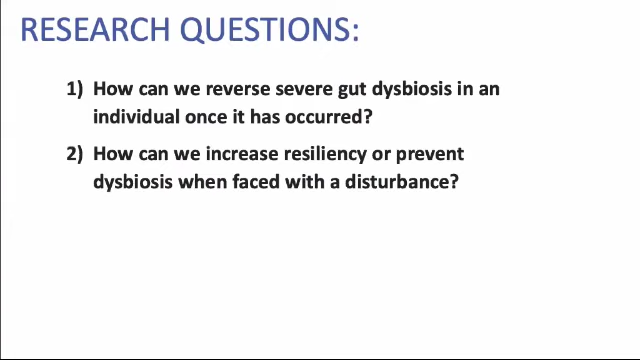 RESEARCH QUESTIONS:
1) How can we reverse severe gut dysbiosis in an
individual once it has occurred?
2) How can we increase resiliency or prevent
dysbiosis when faced with a disturbance?